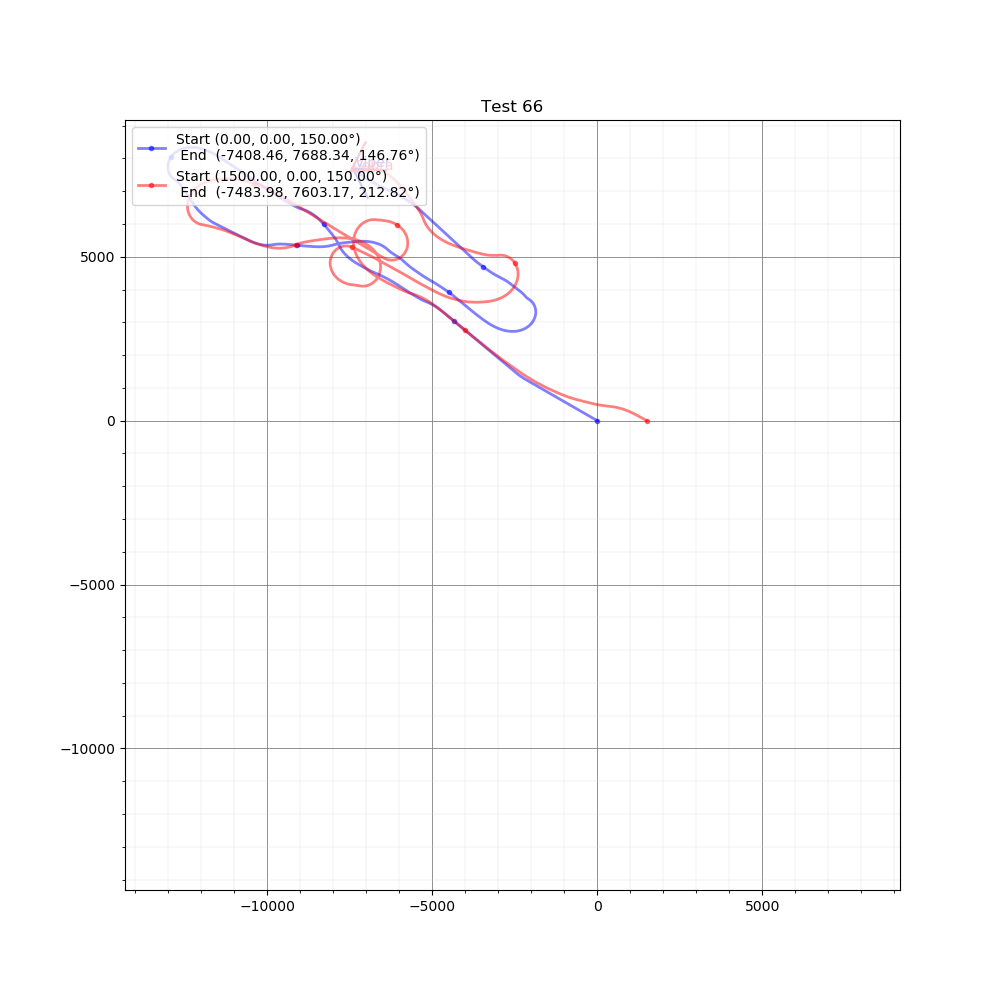 Test 66
Start (0.00, 0.00, 150.00°)
End (-7408.46, 7688.34, 146.76°)
Start (1500.00, 0.00, 150.00°)
End (-7483.98, 7603.17, 212.82°)
5000
0
−5000
−10000
−10000
−5000
0
5000